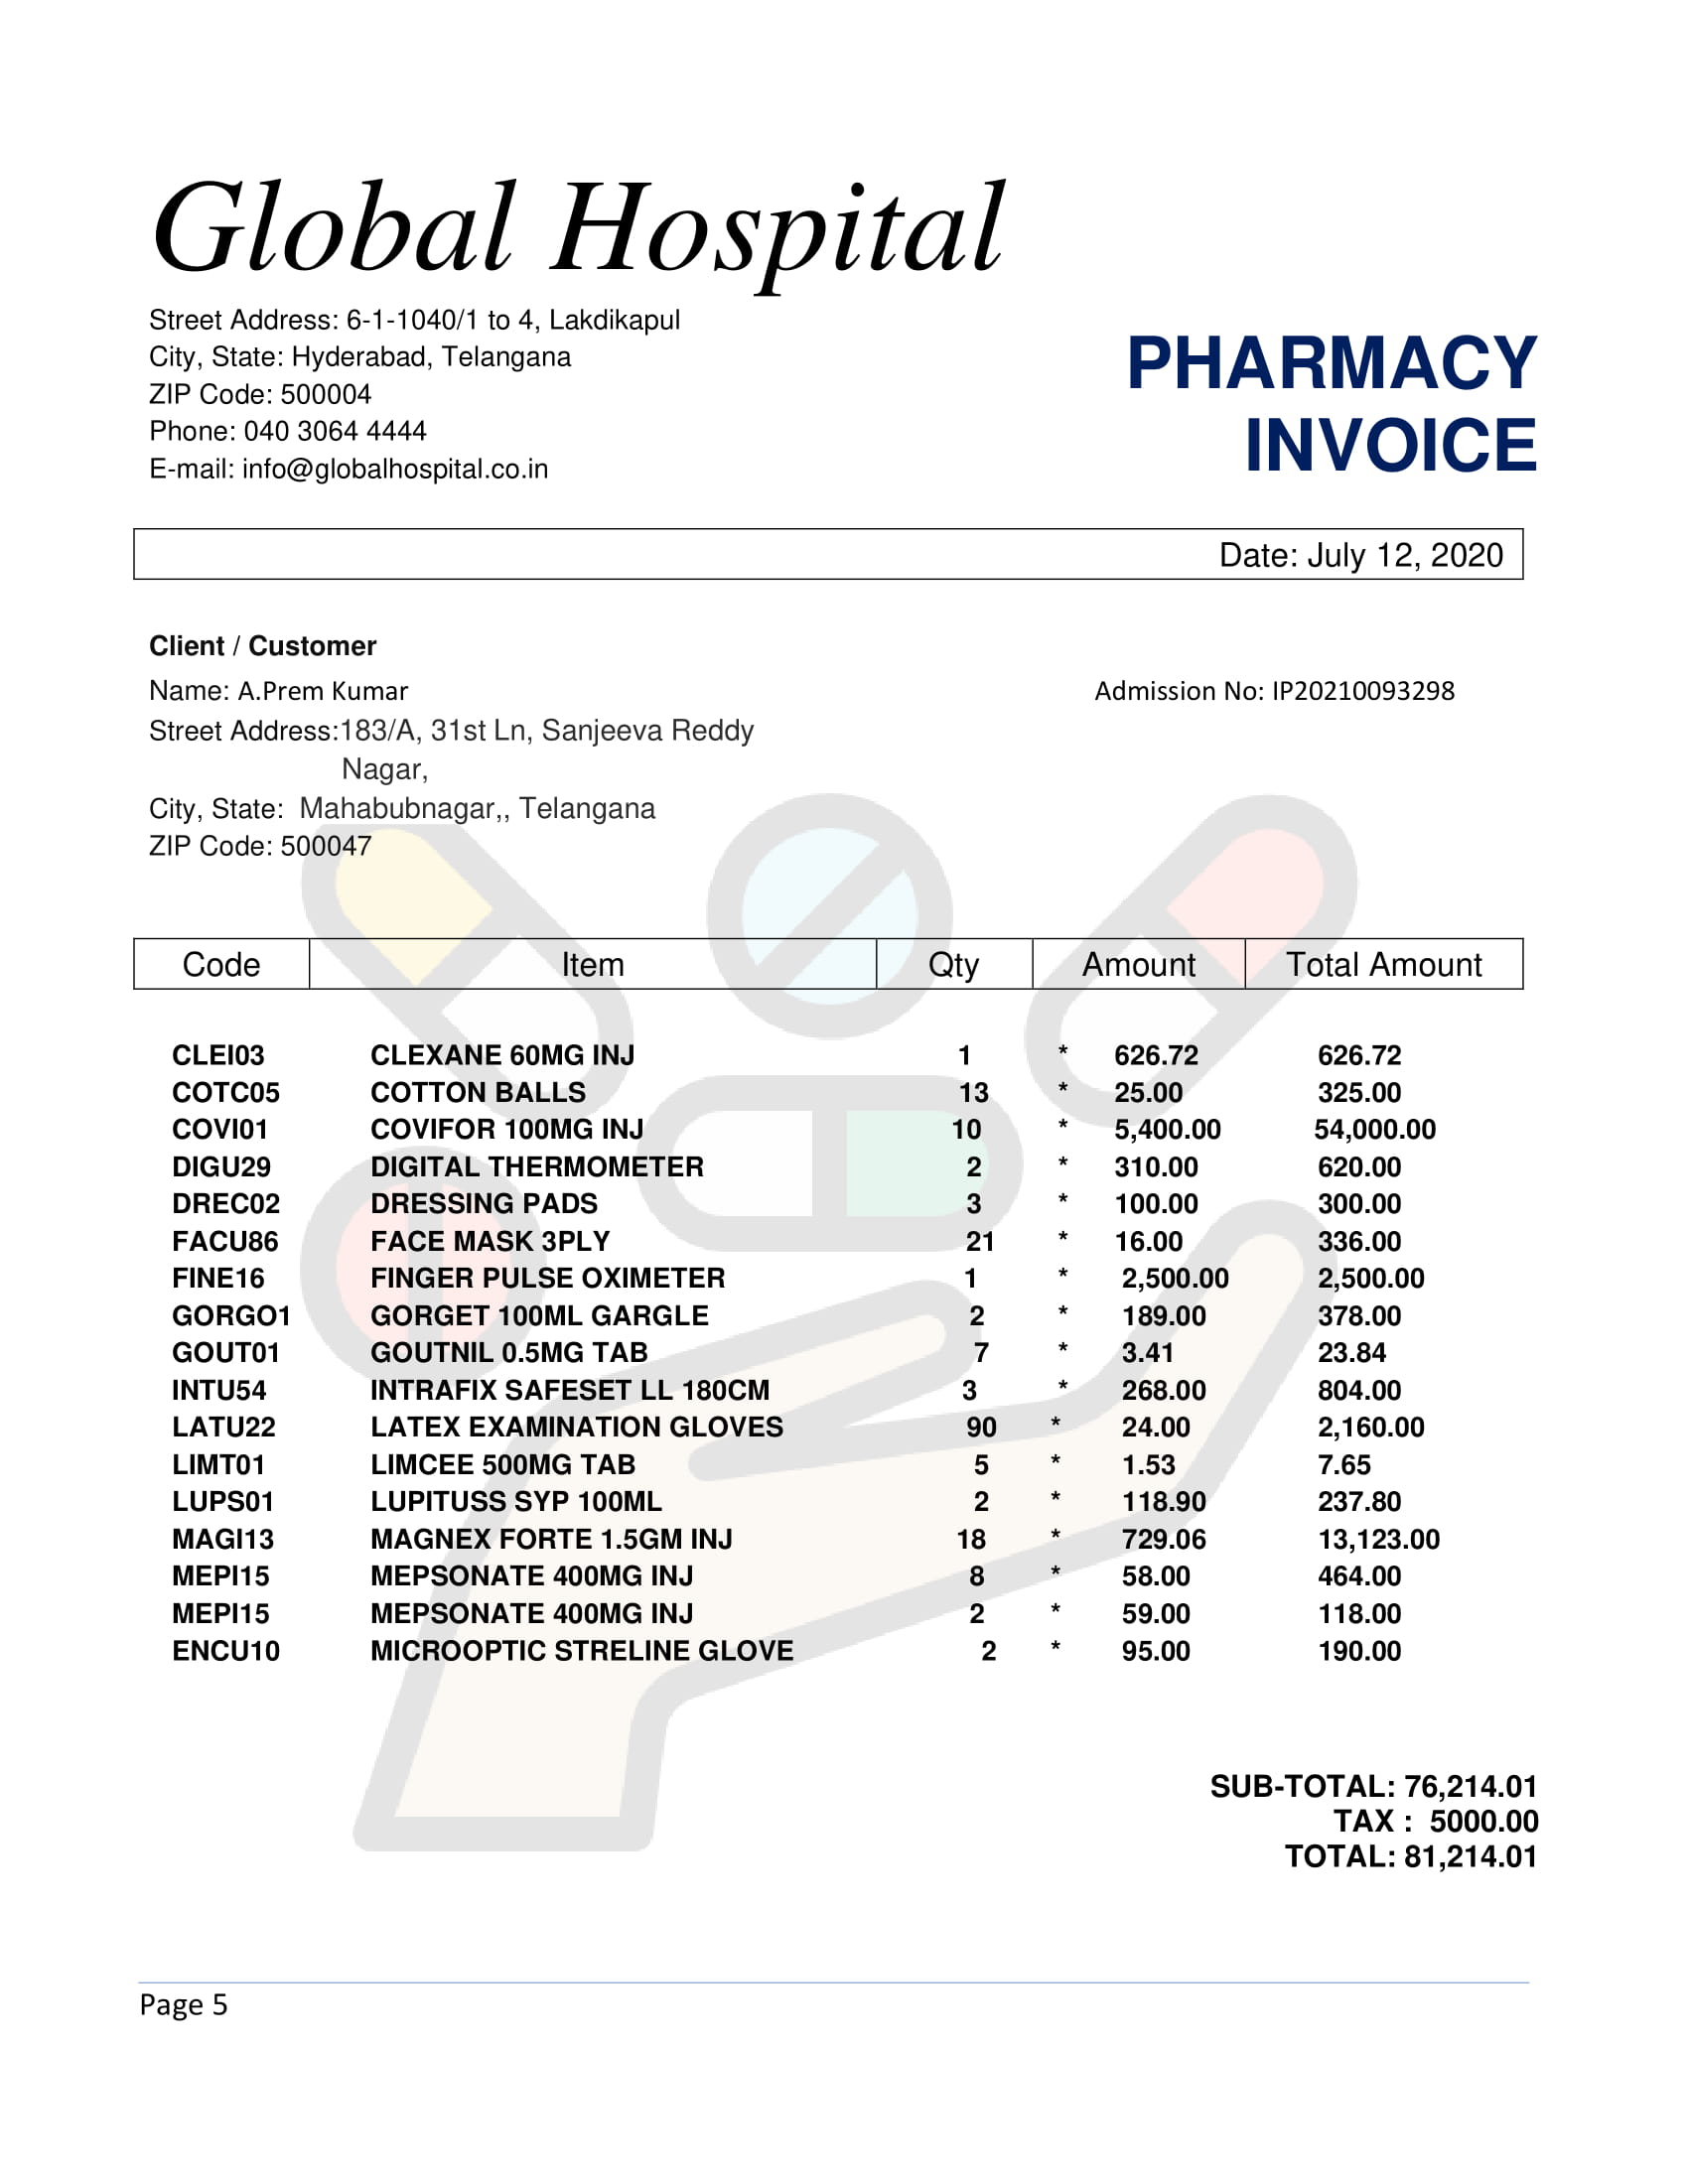 Global Hospital
Street Address: 6-1-1040/1 to 4, Lakdikapul
City, State: Hyderabad, Telangana
ZIP Code: 500004
Phone: 040 3064 4444
E-mail: info@globalhospital.co.in
PHARMACY
INVOICE
Date: July 12, 2020
Client / Customer
Name: A.Prem Kumar Admission No: IP20210093298
Street Address:183/A, 31st Ln, Sanjeeva Reddy
Nagar,
City, State: Mahabubnagar,, Telangana
ZIP Code: 500047
Code Item Qty Amount Total Amount
CLEI03 CLEXANE 60MG INJ 1 * 626.72 626.72
COTC05 COTTON BALLS 13 * 25.00 325.00
COVI01 COVIFOR 100MG INJ 10 * 5,400.00 54,000.00
DIGU29 DIGITAL THERMOMETER 2 * 310.00 620.00
DREC02 DRESSING PADS 3 * 100.00 300.00
FACU86 FACE MASK 3PLY 21 * 16.00 336.00
FINE16 FINGER PULSE OXIMETER 1 * 2,500.00 2,500.00
GORGO1 GORGET 100ML GARGLE 2 * 189.00 378.00
GOUT01 GOUTNIL 0.5MG TAB 7 * 3.41 23.84
INTU54 INTRAFIX SAFESET LL 180CM 3 * 268.00 804.00
LATU22 LATEX EXAMINATION GLOVES 90 * 24.00 2,160.00
LIMT01 LIMCEE 500MG TAB 5 * 1.53 7.65
LUPS01 LUPITUSS SYP 100ML 2 * 118.90 237.80
MAGI13 MAGNEX FORTE 1.5GM INJ 18 * 729.06 13,123.00
MEPI15 MEPSONATE 400MG INJ 8 * 58.00 464.00
MEPI15 MEPSONATE 400MG INJ 2 * 59.00 118.00
ENCU10 MICROOPTIC STRELINE GLOVE 2 * 95.00 190.00
SUB-TOTAL: 76,214.01
TAX : 5000.00
TOTAL: 81,214.01
Page 5